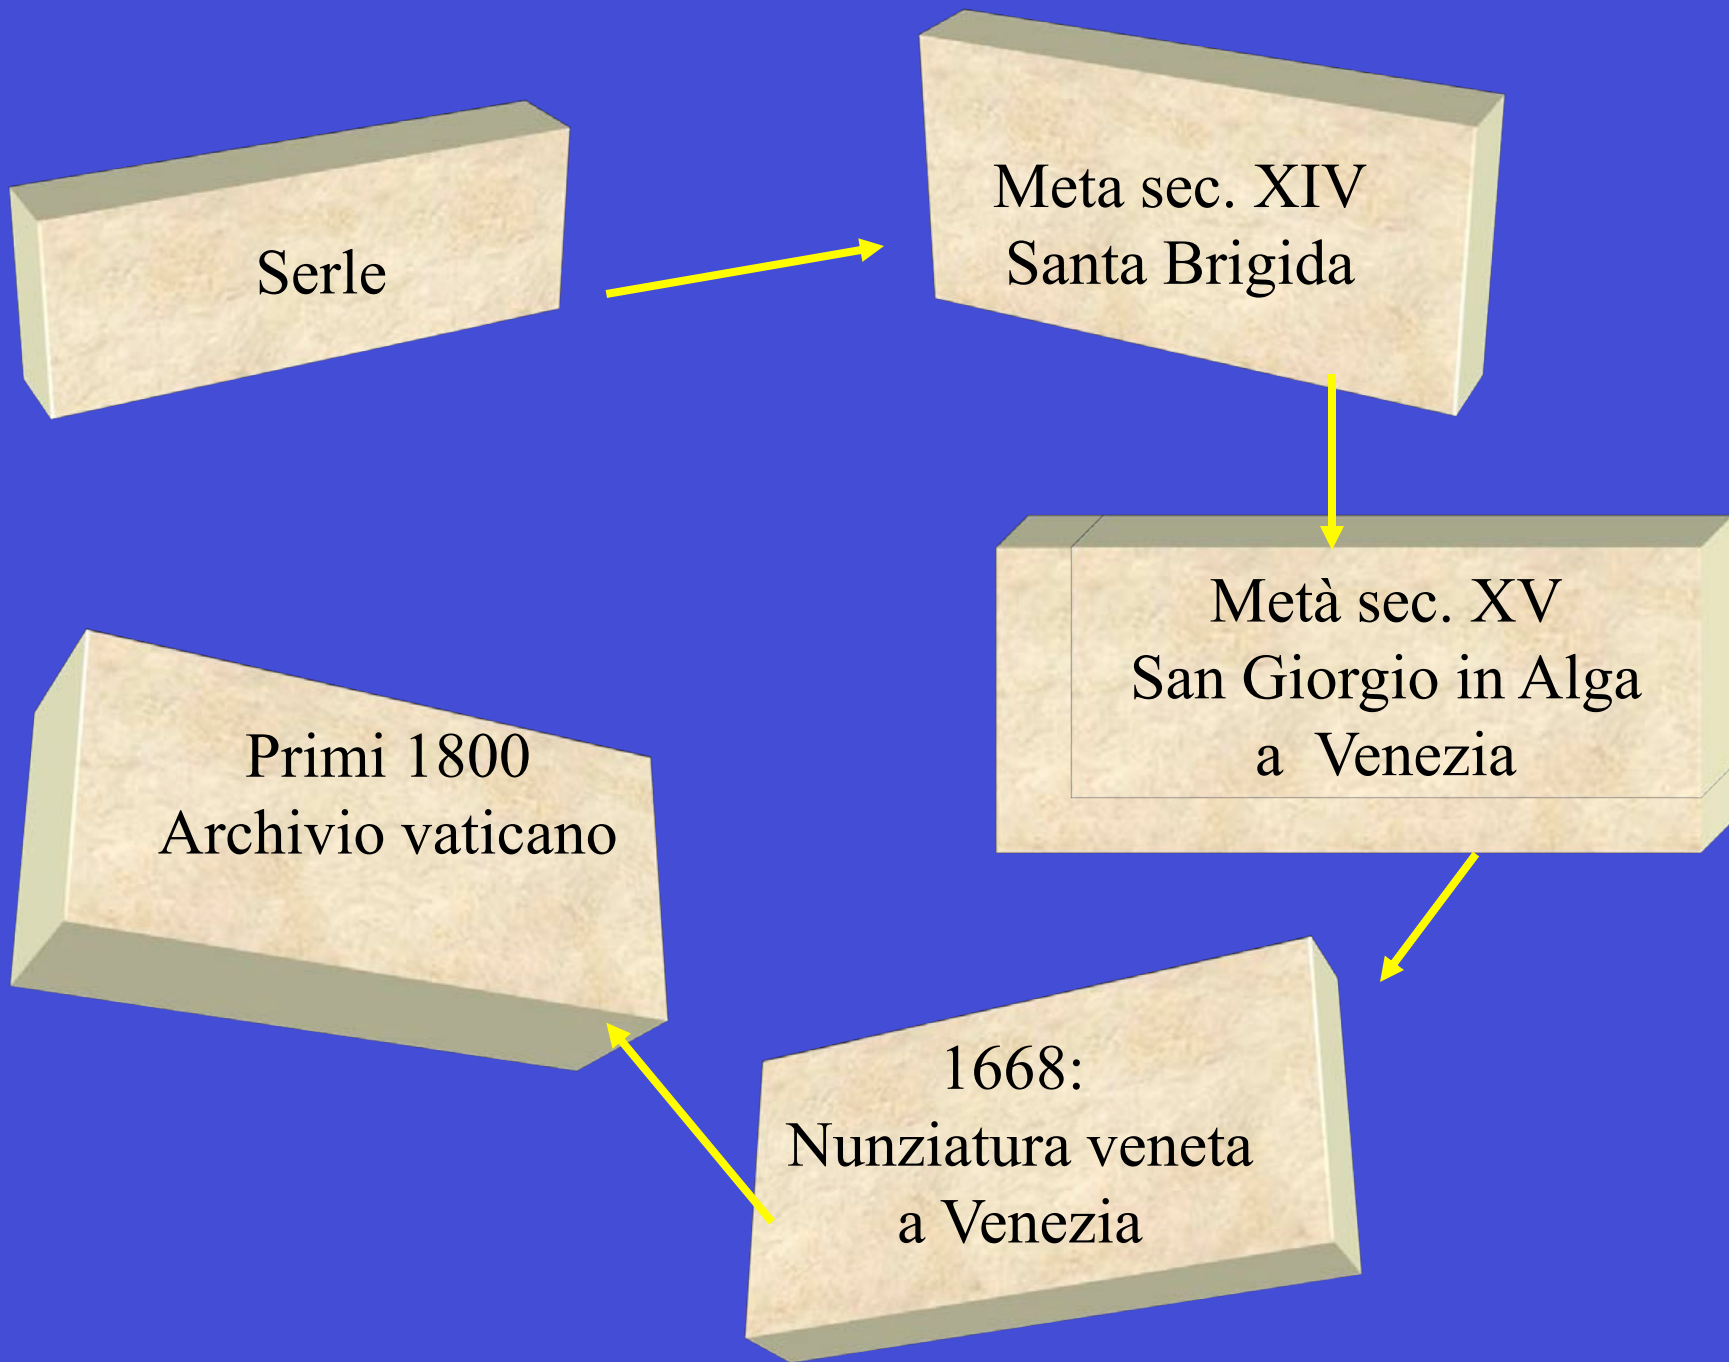 Serle
Meta sec. XIV
Santa Brigida
Metà sec. XV
San Giorgio in Alga
a Venezia
1668:
Nunziatura veneta
a Venezia
Primi 1800
Archivio vaticano